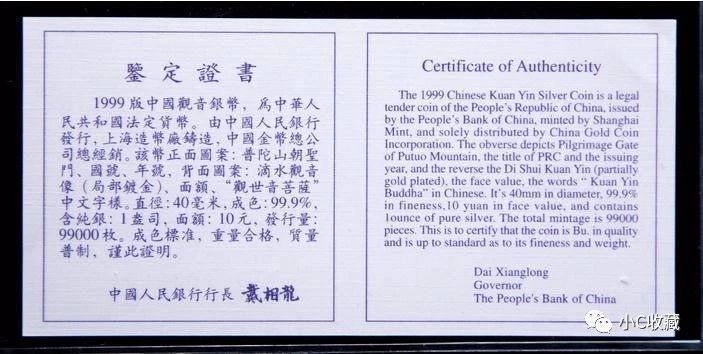 鑒定證書
1999版中國觀音銀幣，爲中華人
民共和國法定貨幣。由中國人民銀行
發行，上海造幣廠鑄造，中國金幣總公
司總經銷。該幣正面圖案：普陀山朝聖
門、國號、年號，背面圖案：滴水觀音
像（局部鍍金）、面額、“觀世音菩薩”
中文字樣。直徑：40毫米，成色：99.9%，
含純銀：1盎司，面額：10元，發行量：
99000枚。成色標準，重量合格，質量
普制，謹此證明。
中國人民銀行行長 戴相龍
Certificate of Authenticity
The 1999 Chinese Kuan Yin Silver Coin is a legal
tender coin of the People's Republic of China, issued
by the People's Bank of China, minted by Shanghai
Mint, and solely distributed by China Gold Coin
Incorporation. The obverse depicts Pilgrimage Gate
of Putuo Mountain, the title of PRC and the issuing
year, and the reverse the Di Shui Kuan Yin (partially
gold plated), the face value, the words “ Kuan Yin
Buddha” in Chinese. It's 40mm in diameter, 99.9%
in fineness,10 yuan in face value, and contains
1ounce of pure silver. The total mintage is 99000
pieces. This is to certify that the coin is Bu. in quality
and is up to standard as to its fineness and weight.
Dai Xianglong
Governor
The People's Bank of China
小C收藏